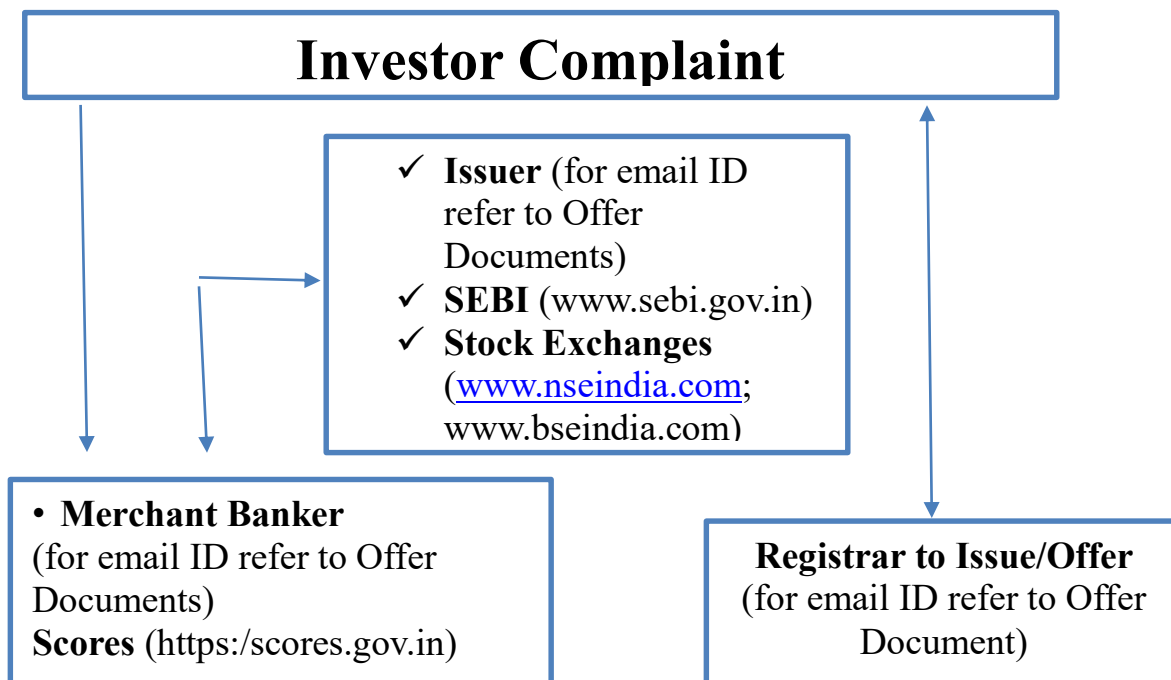 Investor Complaint
✓ Issuer (for email ID
refer to Offer
Documents)
✓ SEBI (www.sebi.gov.in)
✓ Stock Exchanges
(www.nseindia.com;
www.bseindia.com)
• Merchant Banker
(for email ID refer to Offer
Documents)
Scores (https:/scores.gov.in)
Registrar to Issue/Offer
(for email ID refer to Offer
Document)